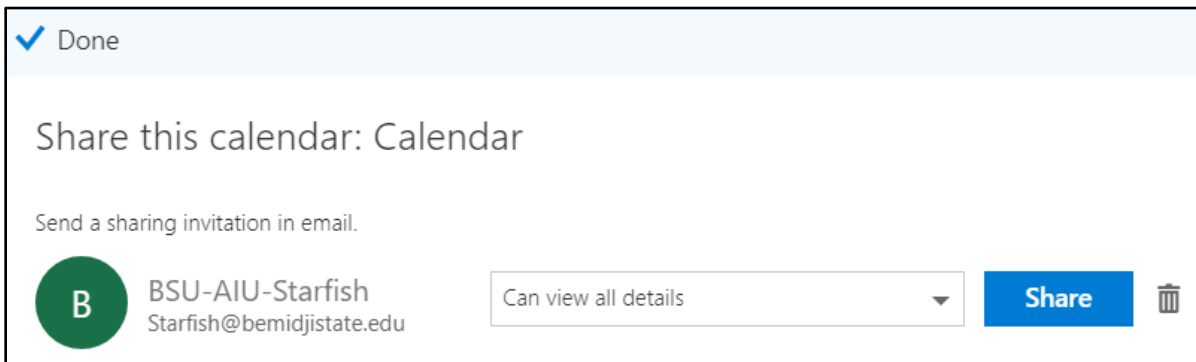 Done
Share this calendar: Calendar
Send a sharing invitation in email.
B
BSU-AIU-Starfish
Starfish@bemidjistate.edu
Can view all details
Share